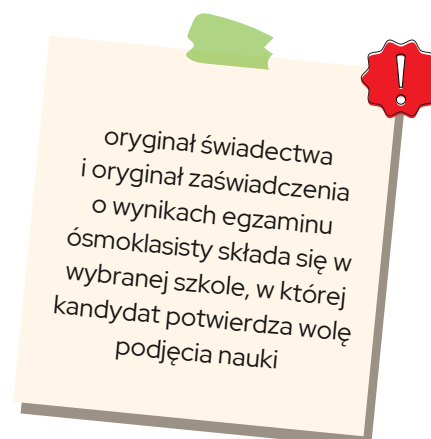 oryginał świadectwa
i oryginał zaświadczenia
o wynikach egzaminu
ósmoklasisty składa się w
wybranej szkole, w której
kandydat potwierdza wolę
podjęcia nauki
!